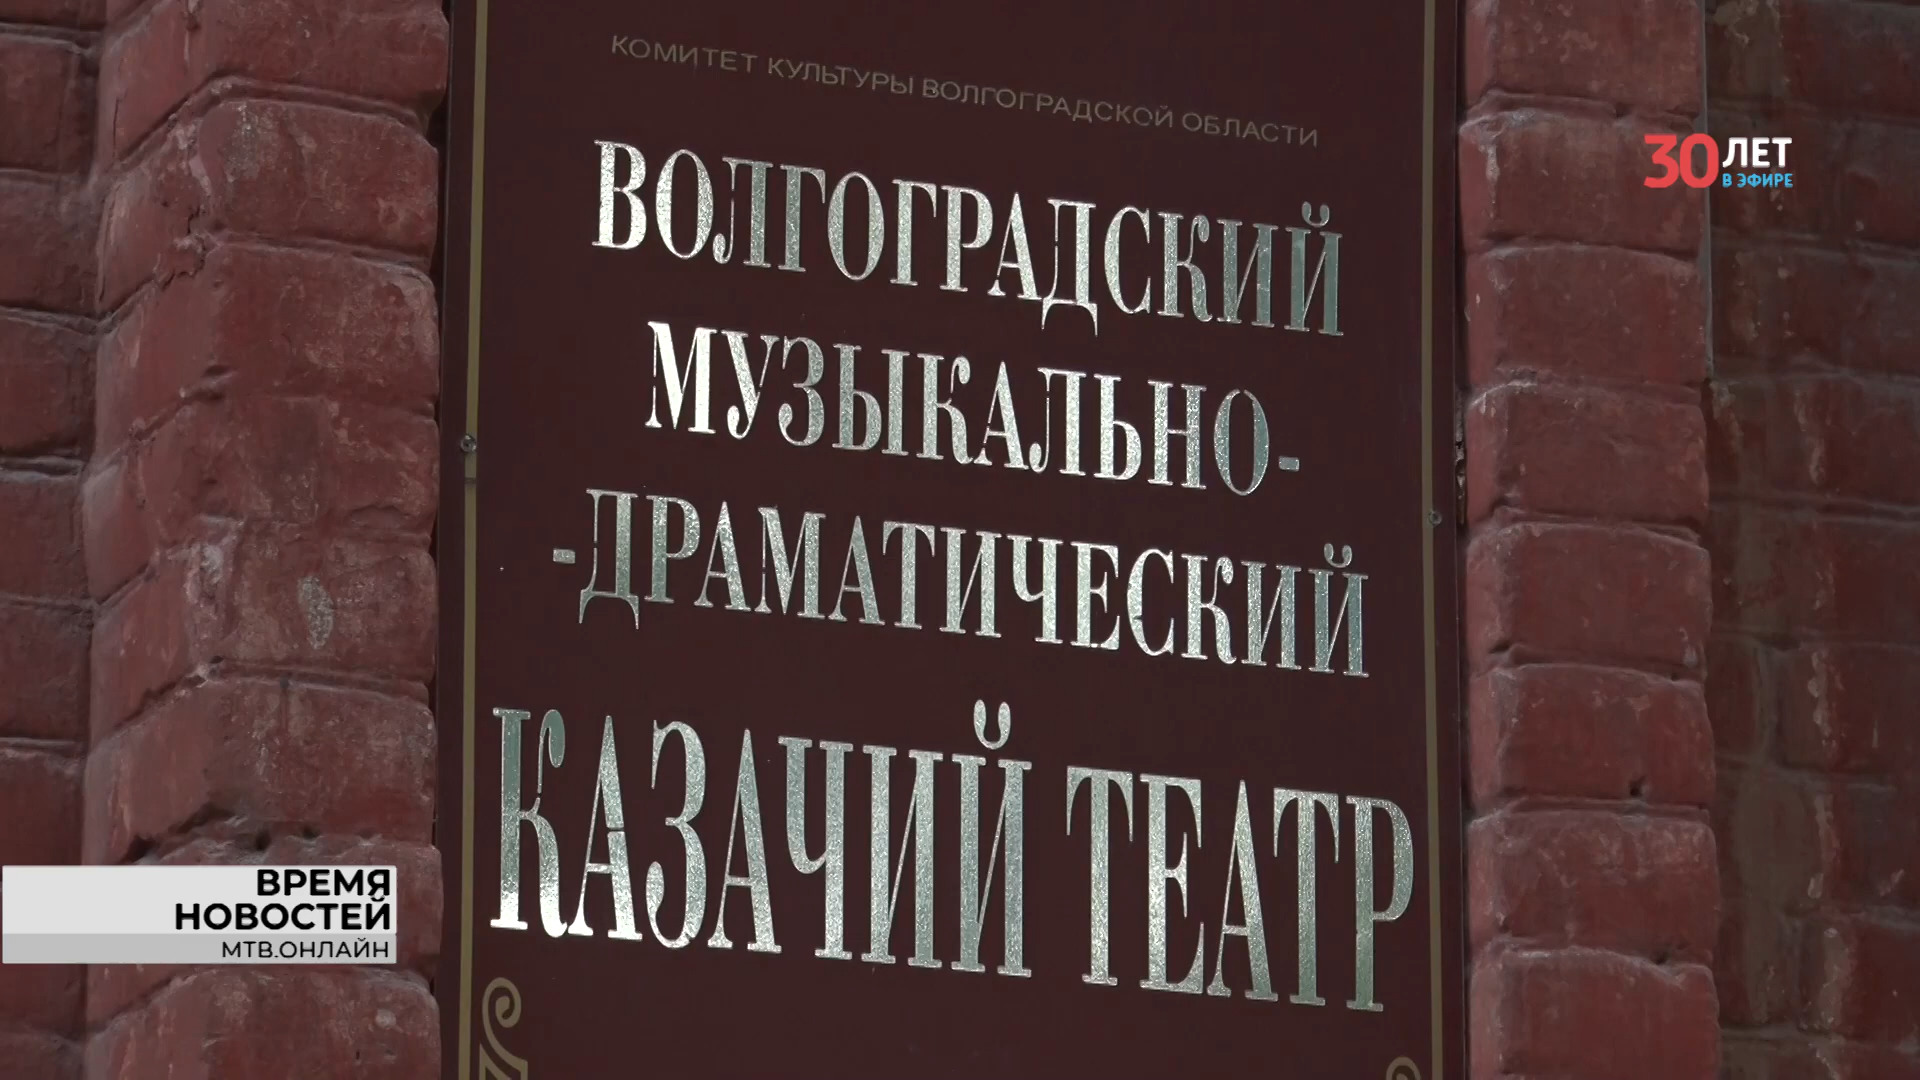 КОМИТЕТ КУЛЬТУРЫ ВОЛГОГРАДСКОЙ ОБЛАСТИ
ВОЛГОГРАДСКИЙ
МУЗЫКАЛЬНО-
-ДРАМАТИЧЕСКИЙ
КАЗАЧИЙ ТЕАТР
30 ЛЕТ
В ЭФИРЕ
ВРЕМЯ
НОВОСТЕЙ
МТВ.ОНЛАЙН